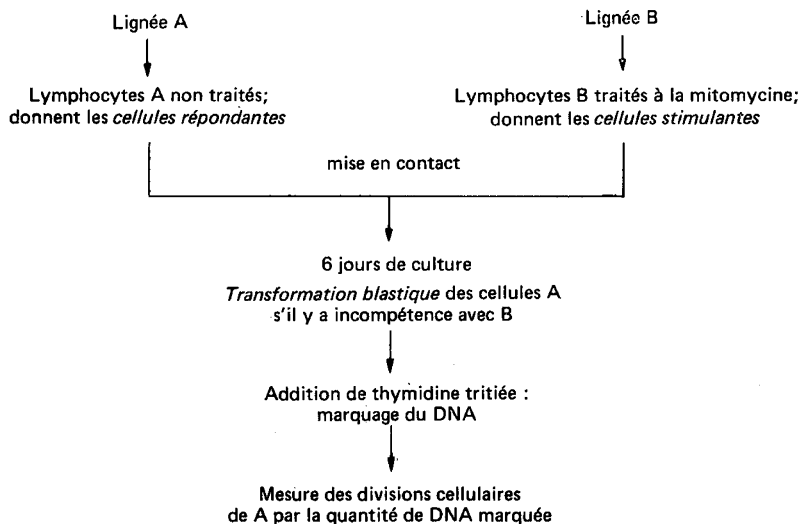 Lignée A
Lignée B
Lymphocytes A non traités;
donnent les cellules répondantes
Lymphocytes B traités à la mitomycine;
donnent les cellules stimulantes
mise en contact
6 jours de culture
Transformation blastique des cellules A
s'il y a incompétence avec B
Addition de thymidine tritiée :
marquage du DNA
Mesure des divisions cellulaires
de A par la quantité de DNA marquée